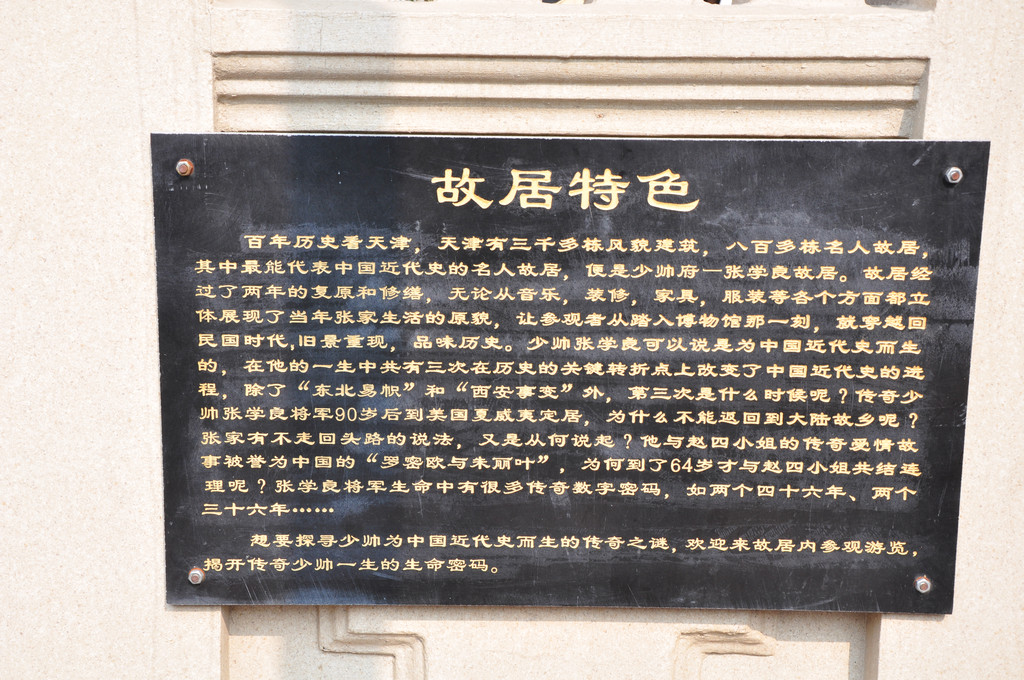 故居特色
百年历史看天津，天津有三千多栋风貌建筑，八百多栋名人故居，
其中最能代表中国近代史的名人故居，便是少帅府—张学良故居。故居经
过了两年的复原和修缮，无论从音乐，装修，家具，服装等各个方面都立
体展现了当年张家生活的原貌，让参观者从踏入博物馆那一刻，就穿越回
民国时代,旧景重现，品味历史。少帅张学良可以说是为中国近代史而生
的，在他的一生中共有三次在历史的关键转折点上改变了中国近代史的进
程，除了“东北易帜”和“西安事变”外，第三次是什么时候呢？传奇少
帅张学良将军90岁后到美国夏威夷定居，为什么不能返回到大陆故乡呢？
张家有不走回头路的说法，又是从何说起？他与赵四小姐的传奇爱情故
事被誉为中国的“罗密欧与朱丽叶”，为何到了64岁才与赵四小姐共结连
理呢？张学良将军生命中有很多传奇数字密码，如两个四十六年、两个
三十六年……
想要探寻少帅为中国近代史而生的传奇之谜，欢迎来故居内参观游览，
揭开传奇少帅一生的生命密码。